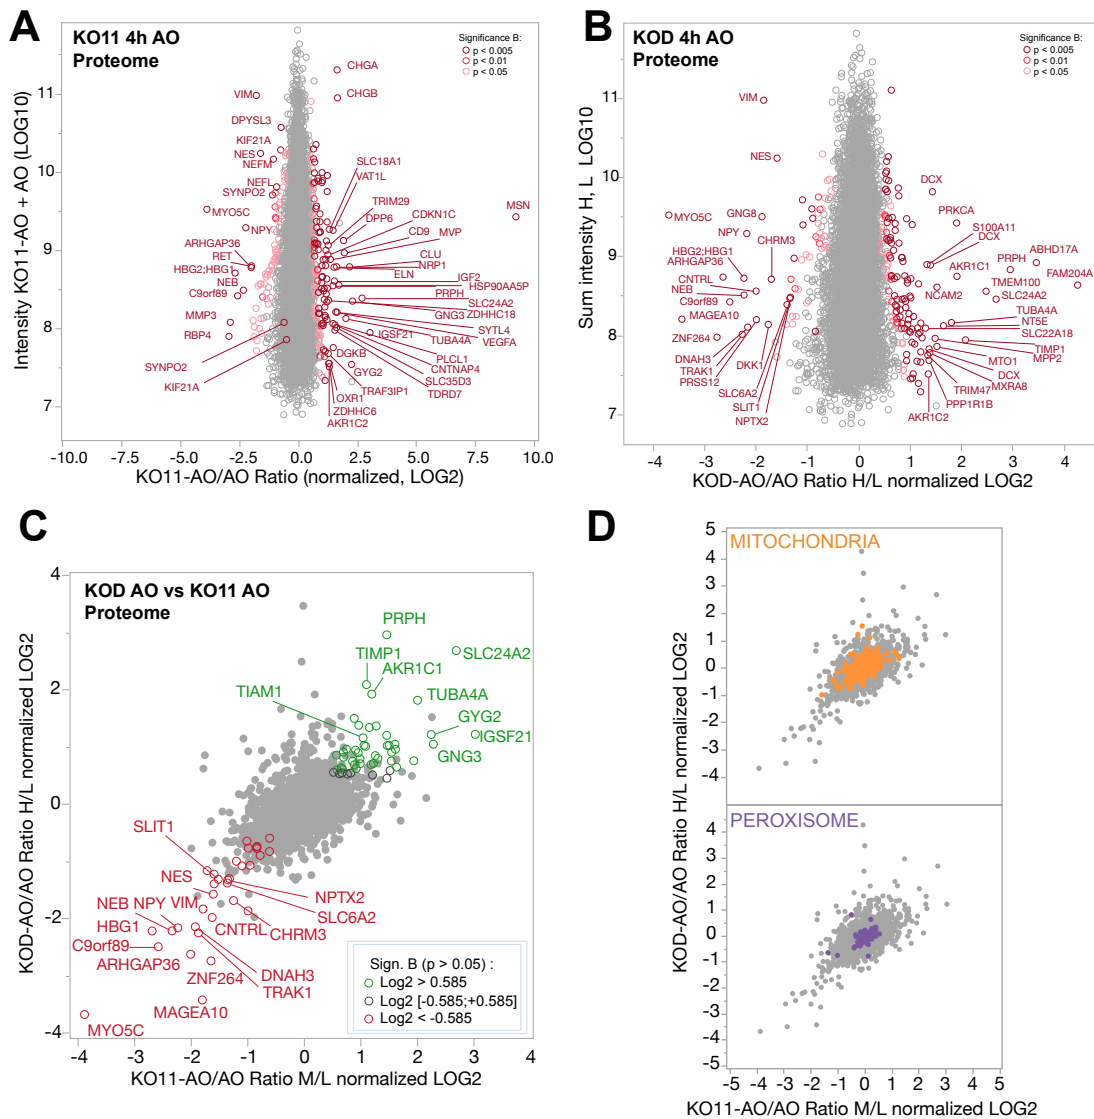 A
KO11 4h AO
Proteome
Significance B:
p < 0.005
p < 0.01
p < 0.05
CHGA
CHGB
VIM
DPYSL3
KIF21A
NES
NEFM
NEFL
SYNPO2
MYO5C
NPY
ARHGAP36
RET
HBG2;HBG1
NEB
C9orf89
MMP3
RBP4
SYNPO2
KIF21A
SLC18A1
VAT1L
TRIM29
DPP6
CDKN1C
CD9
MVP
MSN
CLU
NRP1
ELN
IGF2
HSP90AA5P
PRPH
SLC24A2
GNG3
ZDHHC18
SYTL4
IGSF21
TUBA4A
VEGFA
DGKB
PLCL1
GYG2
CNTNAP4
SLC35D3
TRAF3IP1
TDRD7
OXR1
ZDHHC6
AKR1C2
11
10
9
8
7
-10.0
-7.5
-5.0
-2.5
0.0
2.5
5.0
7.5
10.0
Intensity KO11-AO + AO (LOG10)
KO11-AO/AO Ratio (normalized, LOG2)
B
KOD 4h AO
Proteome
Significance B:
p < 0.005
p < 0.01
p < 0.05
VIM
NES
MYO5C
GNG8
NPY
CHRM3
HBG2;HBG1
ARHGAP36
CNTRL
NEB
C9orf89
MAGEA10
ZNF264
DNAH3
TRAK1
PRSS12
DKK1
SLC6A2
SLIT1
NPTX2
DCX
PRKCA
S100A11
DCX
ABHD17A
PRPH
AKR1C1
FAM204A
TMEM100
NCAM2
SLC24A2
TUBA4A
NT5E
SLC22A18
TIMP1
MTO1
MPP2
DCX
MXRA8
TRIM47
PPP1R1B
AKR1C2
11
10
9
8
7
-4
-3
-2
-1
0
1
2
3
4
Sum intensity H, L LOG10
KOD-AO/AO Ratio H/L normalized LOG2
C
KOD AO vs KO11 AO
Proteome
PRPH
TIMP1
SLC24A2
AKR1C1
TIAM1
TUBA4A
GYG2
IGSF21
GNG3
SLIT1
NES
NEB NPY VIM
NPTX2
SLC6A2
HBG1
CNTRL
CHRM3
C9orf89
ARHGAP36
ZNF264
DNAH3
TRAK1
MAGEA10
MYO5C
Sign. B (p > 0.05) :
Log2 > 0.585
Log2 [-0.585;+0.585]
Log2 < -0.585
4
2
0
-2
-4
-4
-3
-2
-1
0
1
2
3
4
KOD-AO/AO Ratio H/L normalized LOG2
KO11-AO/AO Ratio M/L normalized LOG2
D
MITOCHONDRIA
5
4
3
2
1
0
-1
-2
-3
-4
PEROXISOME
4
3
2
1
0
-1
-2
-3
-4
-5
-5
-4
-3
-2
-1
0
1
2
3
4
5
KOD-AO/AO Ratio H/L normalized LOG2
KO11-AO/AO Ratio M/L normalized LOG2